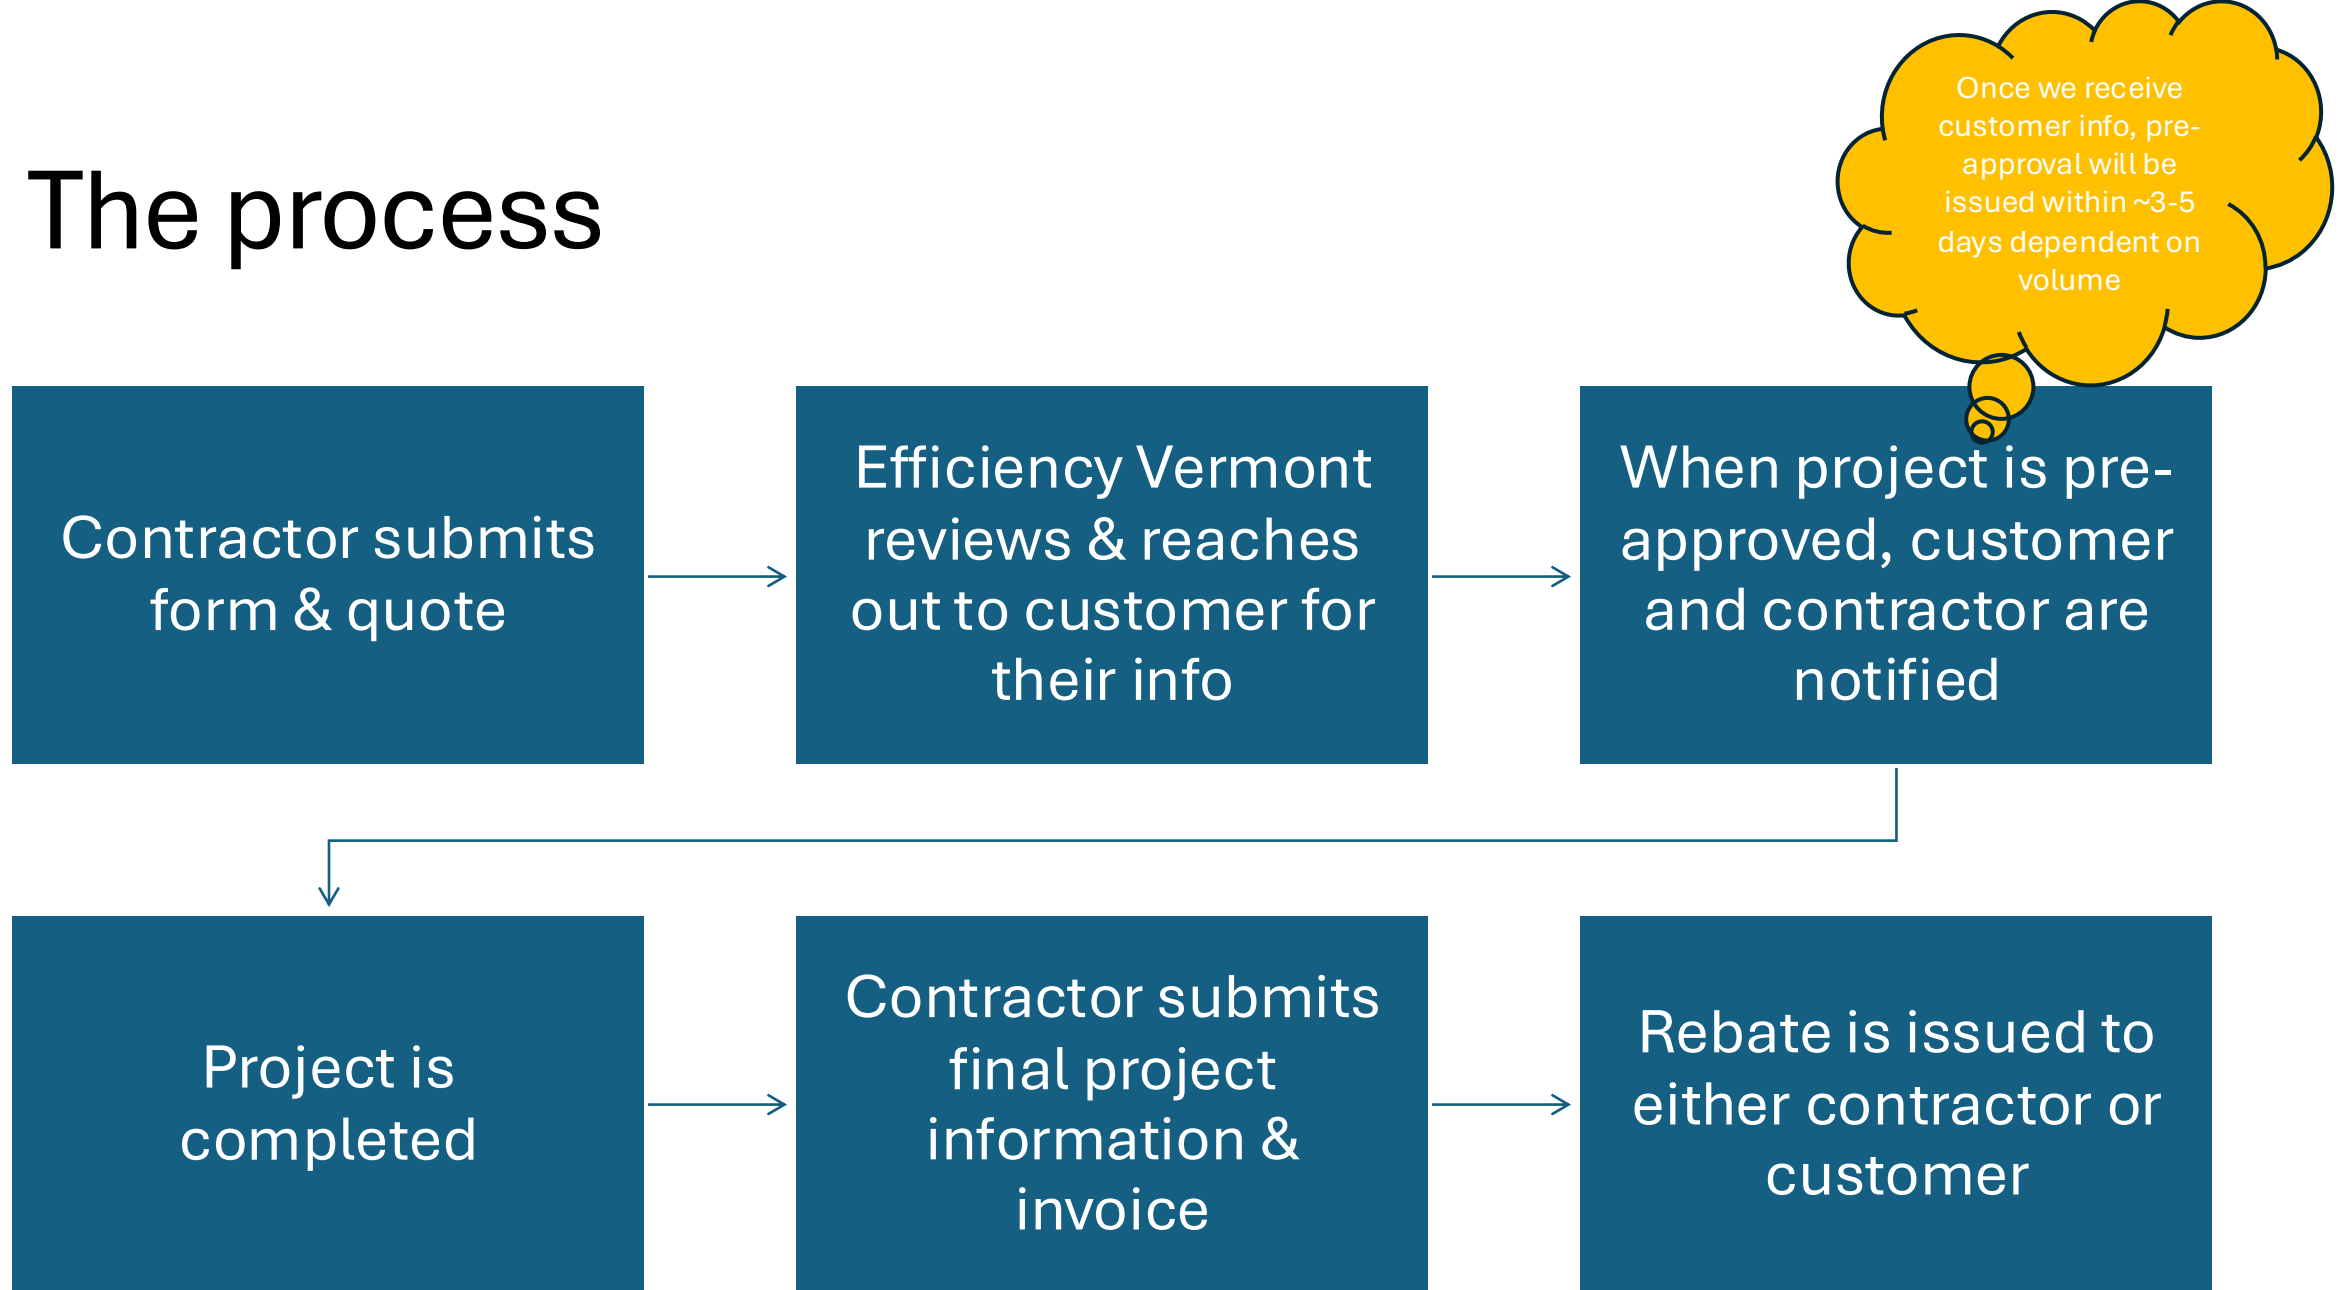 The process
Once we receive
customer info, pre-
approval will be
issued within ~3-5
days dependent on
volume
Contractor submits
form & quote
Efficiency Vermont
reviews & reaches
out to customer for
their info
When project is pre-
approved, customer
and contractor are
notified
Project is
completed
Contractor submits
final project
information &
invoice
Rebate is issued to
either contractor or
customer